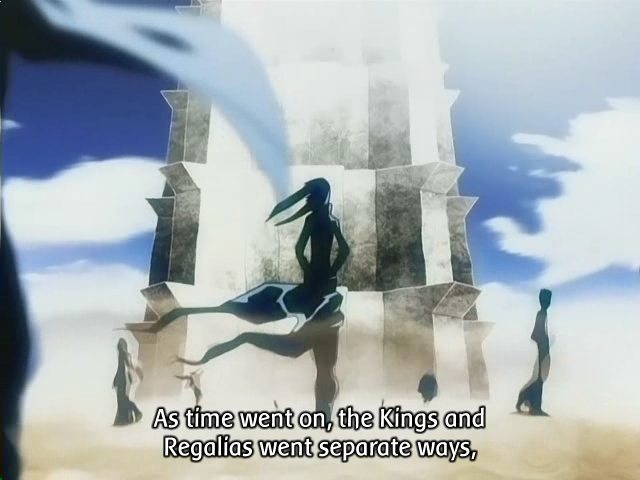 As time went on, the Kings and
Regalias went separate ways,